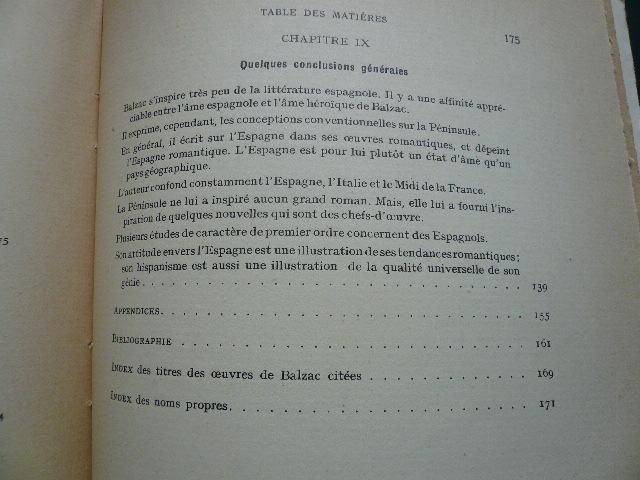 TABLE DES MATIÈRES 175
CHAPITRE IX
Quelques conclusions générales
Balzac s'inspire très peu de la littérature espagnole. Il y a une affinité appré-
ciable entre l'âme espagnole et l'âme héroïque de Balzac.
Il exprime, cependant, les conceptions conventionnelles sur la Péninsule.
En général, il écrit sur l'Espagne dans ses œuvres romantiques, et dépeint
l'Espagne romantique. L'Espagne est pour lui plutôt un état d'âme qu'un
pays géographique.
L'auteur confond constamment l'Espagne, l'Italie et le Midi de la France.
La Péninsule ne lui a inspiré aucun grand roman. Mais, elle lui a fourni l'ins-
piration de quelques nouvelles qui sont des chefs-d'œuvre.
Plusieurs études de caractère de premier ordre concernent des Espagnols.
Son attitude envers l'Espagne est une illustration de ses tendances romantiques;
son hispanisme est aussi une illustration de la qualité universelle de son
génie . . . . . . . . . . . . . . . . . . . . . . . . 139
APPENDICES. . . . . . . . . . . . . . . . . . . . . . . 155
BIBLIOGRAPHIE . . . . . . . . . . . . . . . . . . . . . 161
INDEX des titres des œuvres de Balzac citées . . . . . . . . . . . 169
INDEX des noms propres. . . . . . . . . . . . . . . . . . . 171